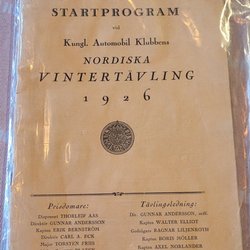 STARTPROGRAM
vid
Kungl. Automobil Klubbens
NORDISKA
VINTERTÄVLING
1926
Prisdomare:
Disponent THORLEIF AAS
Direktör GUNNAR ANDERSSON
Kapten ERIK BERNSTRÖM
Direktör CARL A. ECK
Major TORSTEN FRIIS
Tävlingsledning:
Dir. GUNNAR ANDERSSON, ordf.
Kapten WALTER ELLIOT
Godsägare RAGNAR LILJENROTH
Kapten BORIS MÖLLER
Kapten AXEL NORLANDER